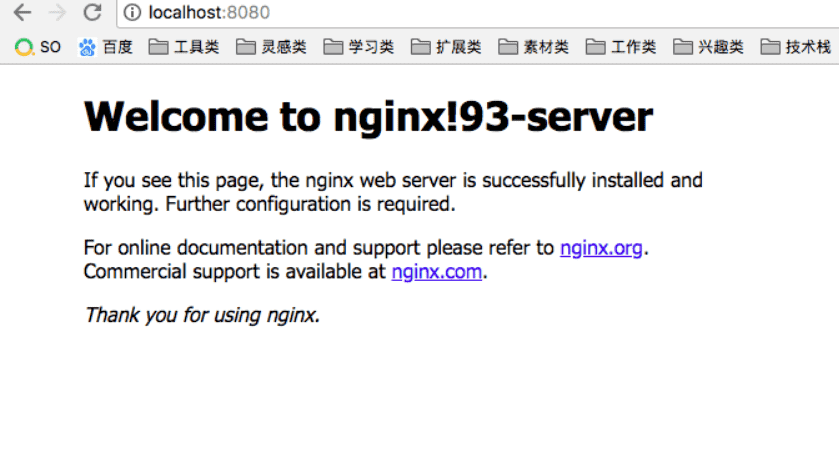 localhost:8080
SO 百度 工具类 灵感类 学习类 扩展类 素材类 工作类 兴趣类 技术栈
Welcome to nginx!93-server
If you see this page, the nginx web server is successfully installed and
working. Further configuration is required.
For online documentation and support please refer to nginx.org.
Commercial support is available at nginx.com.
Thank you for using nginx.